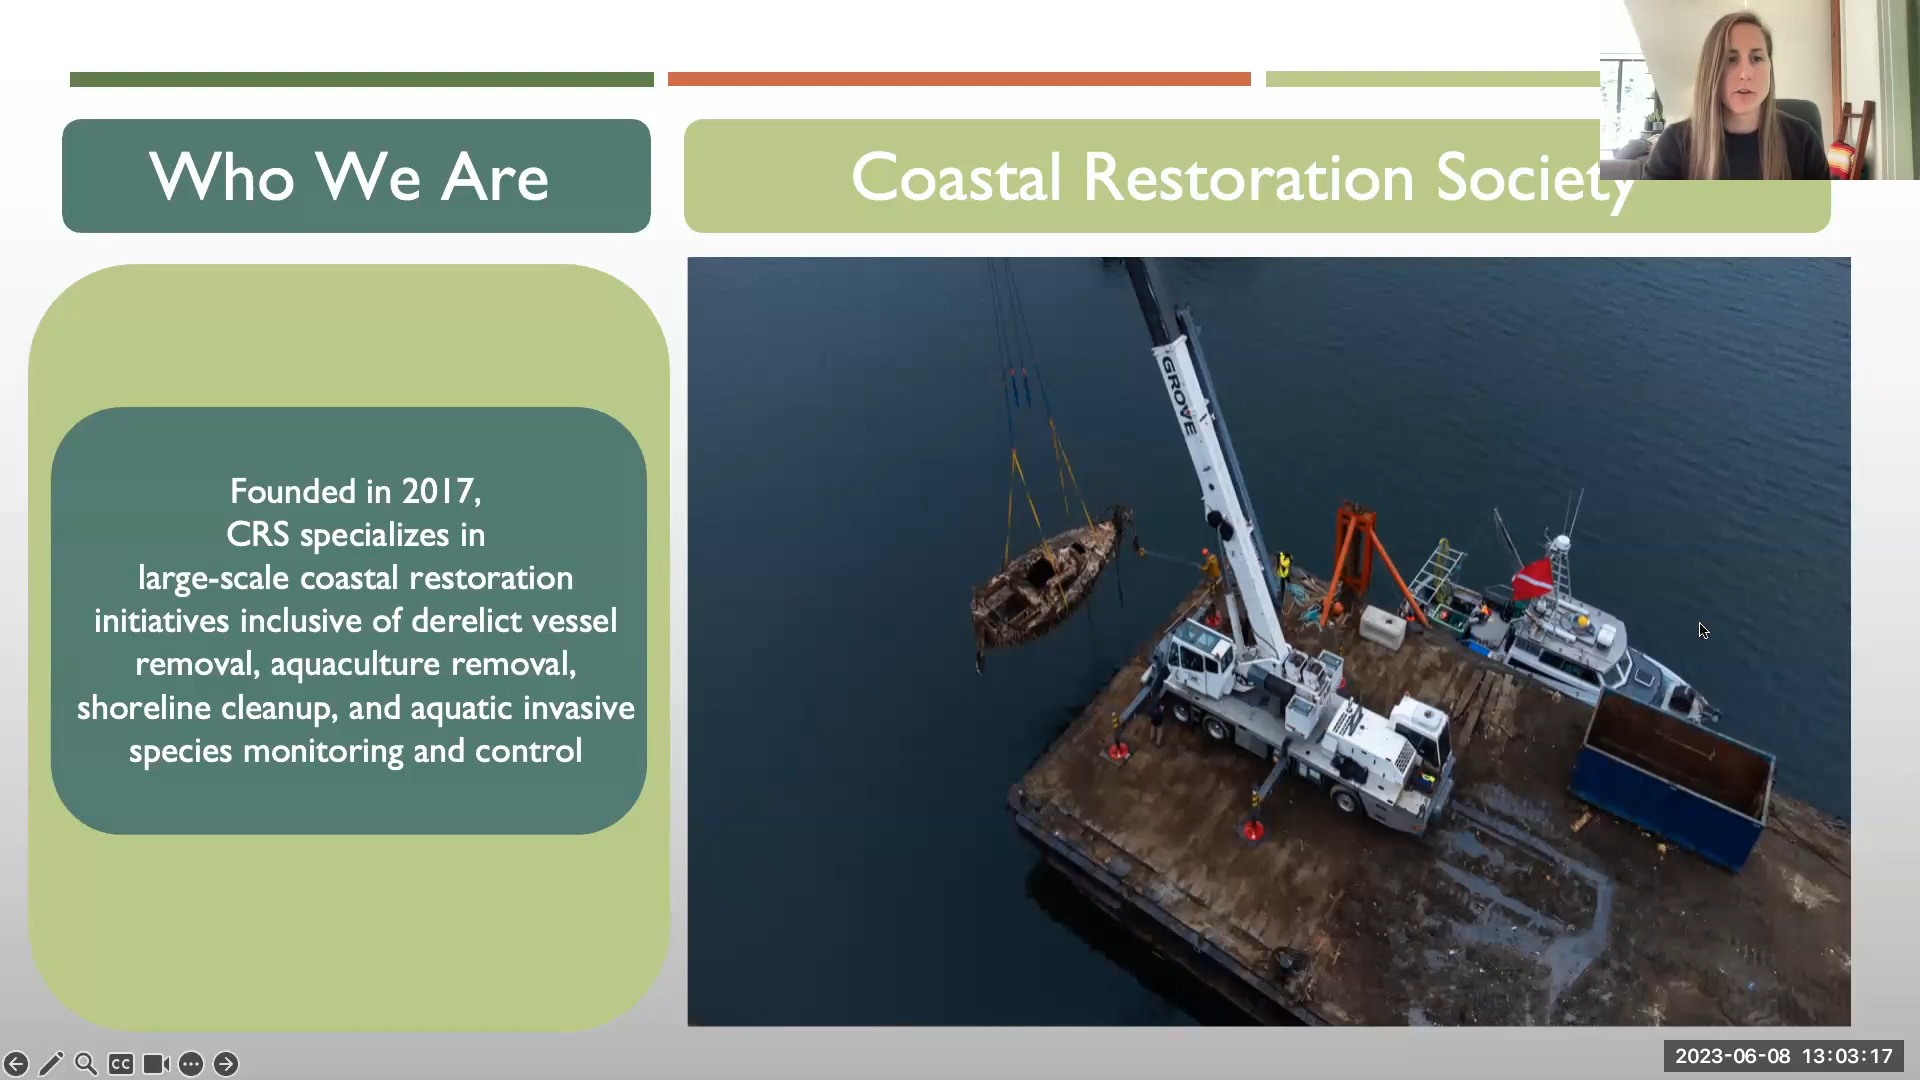 Who We Are
Coastal Restoration Society
Founded in 2017,
CRS specializes in
large-scale coastal restoration
initiatives inclusive of derelict vessel
removal, aquaculture removal,
shoreline cleanup, and aquatic invasive
species monitoring and control
GROVE
CC
2023-06-08 13:03:17